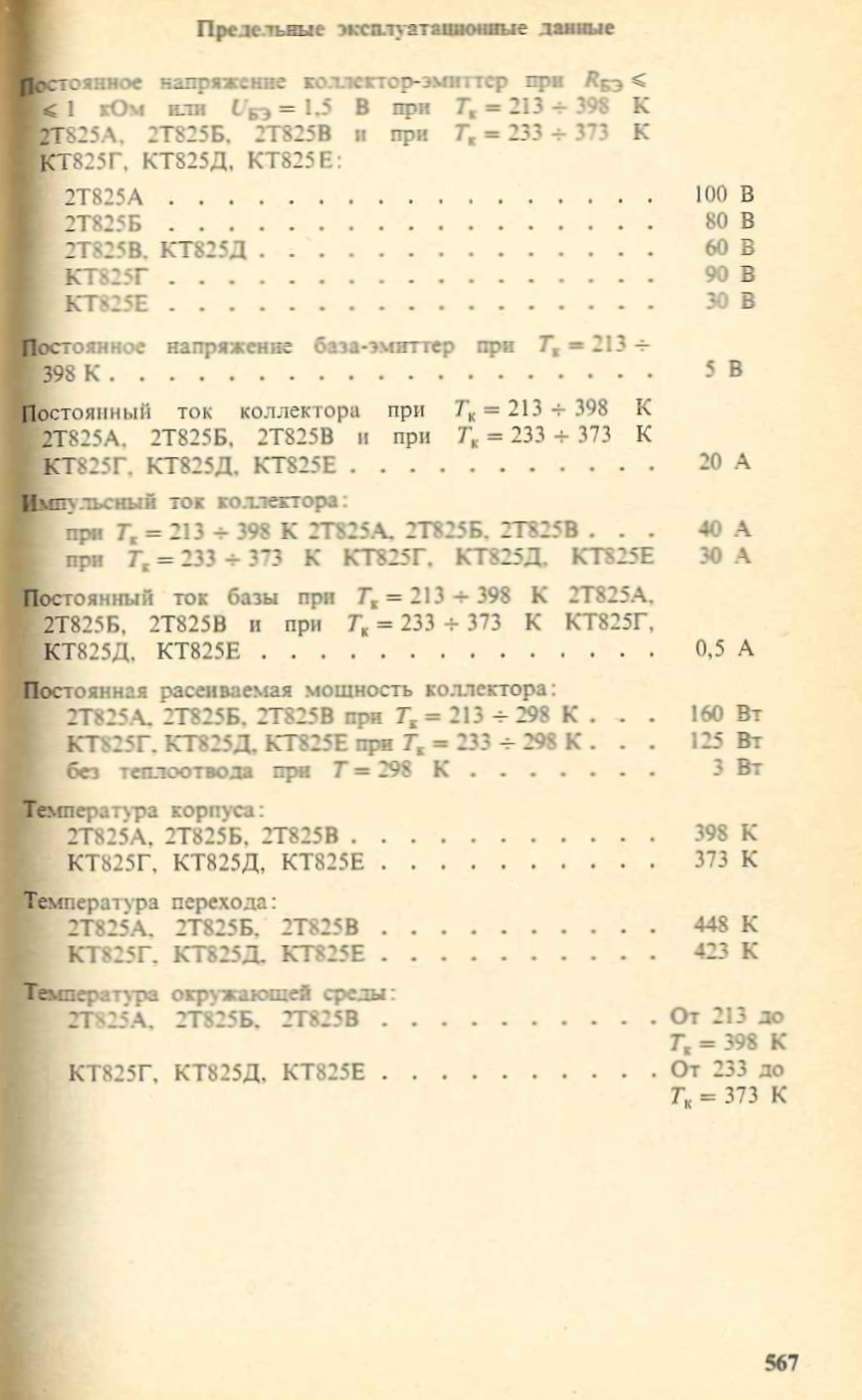 Предельные эксплуатационные данные
Постоянное напряжение коллектор-эмиттер при RБЭ ⩽
⩽ 1 кОм или UБЭ = 1,5 В при Tк = 213 ÷ 398 К
2Т825А, 2Т825Б, 2Т825В и при Tк = 233 ÷ 373 К
КТ825Г, КТ825Д, КТ825Е:
2Т825А . . . . . . . . . . . . . . . . . 100 В
2Т825Б . . . . . . . . . . . . . . . . . 80 В
2Т825В, КТ825Д . . . . . . . . . . . . . . 60 В
КТ825Г . . . . . . . . . . . . . . . . . 90 В
КТ825Е . . . . . . . . . . . . . . . . . 30 В
Постоянное напряжение база-эмиттер при Tк = 213 ÷
398 К . . . . . . . . . . . . . . . . . . . 5 В
Постоянный ток коллектора при Tк = 213 ÷ 398 К
2Т825А, 2Т825Б, 2Т825В и при Tк = 233 ÷ 373 К
КТ825Г, КТ825Д, КТ825Е . . . . . . . . . . . 20 А
Импульсный ток коллектора:
при Tк = 213 ÷ 398 К 2Т825А, 2Т825Б, 2Т825В . . . 40 А
при Tк = 233 ÷ 373 К КТ825Г, КТ825Д, КТ825Е 30 А
Постоянный ток базы при Tк = 213 ÷ 398 К 2Т825А,
2Т825Б, 2Т825В и при Tк = 233 ÷ 373 К КТ825Г,
КТ825Д, КТ825Е . . . . . . . . . . . . . . 0,5 А
Постоянная расеиваемая мощность коллектора:
2Т825А, 2Т825Б, 2Т825В при Tк = 213 ÷ 298 К . . . 160 Вт
КТ825Г, КТ825Д, КТ825Е при Tк = 233 ÷ 298 К . . . 125 Вт
без теплоотвода при T = 298 К . . . . . . . 3 Вт
Температура корпуса:
2Т825А, 2Т825Б, 2Т825В . . . . . . . . . . . 398 К
КТ825Г, КТ825Д, КТ825Е . . . . . . . . . . 373 К
Температура перехода:
2Т825А, 2Т825Б, 2Т825В . . . . . . . . . . 448 К
КТ825Г, КТ825Д, КТ825Е . . . . . . . . . . 423 К
Температура окружающей среды:
2Т825А, 2Т825Б, 2Т825В . . . . . . . . . . От 213 до
Tк = 398 К
КТ825Г, КТ825Д, КТ825Е . . . . . . . . . . От 233 до
Tк = 373 К
567